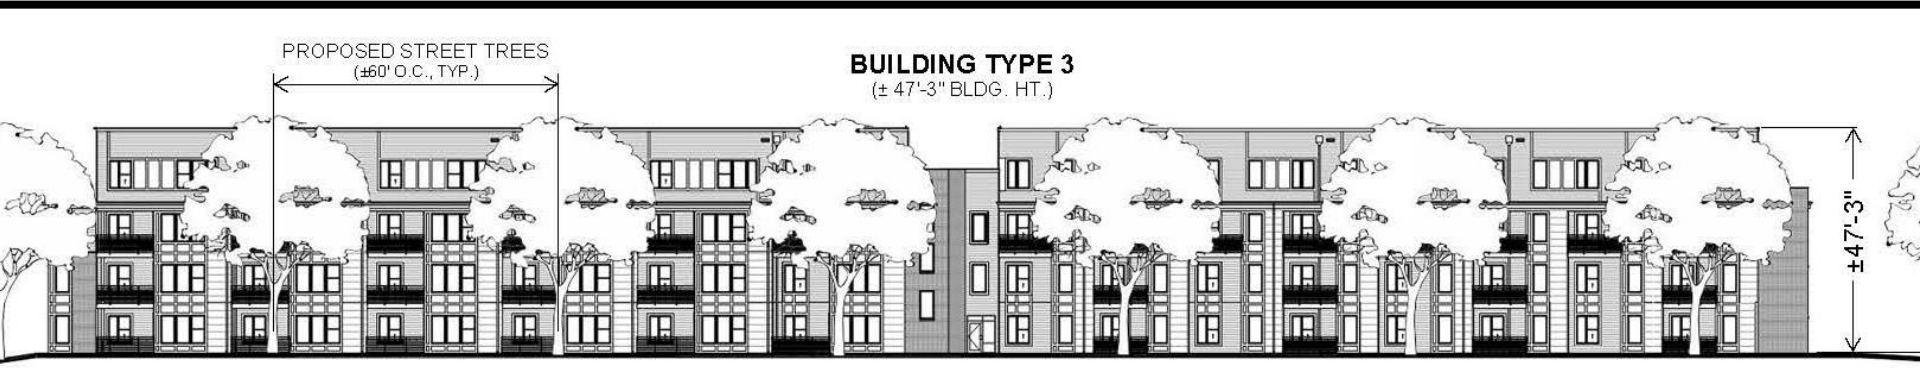 PROPOSED STREET TREES
(±60' O.C., TYP.)
BUILDING TYPE 3
(± 47'-3" BLDG. HT.)
±47'-3"